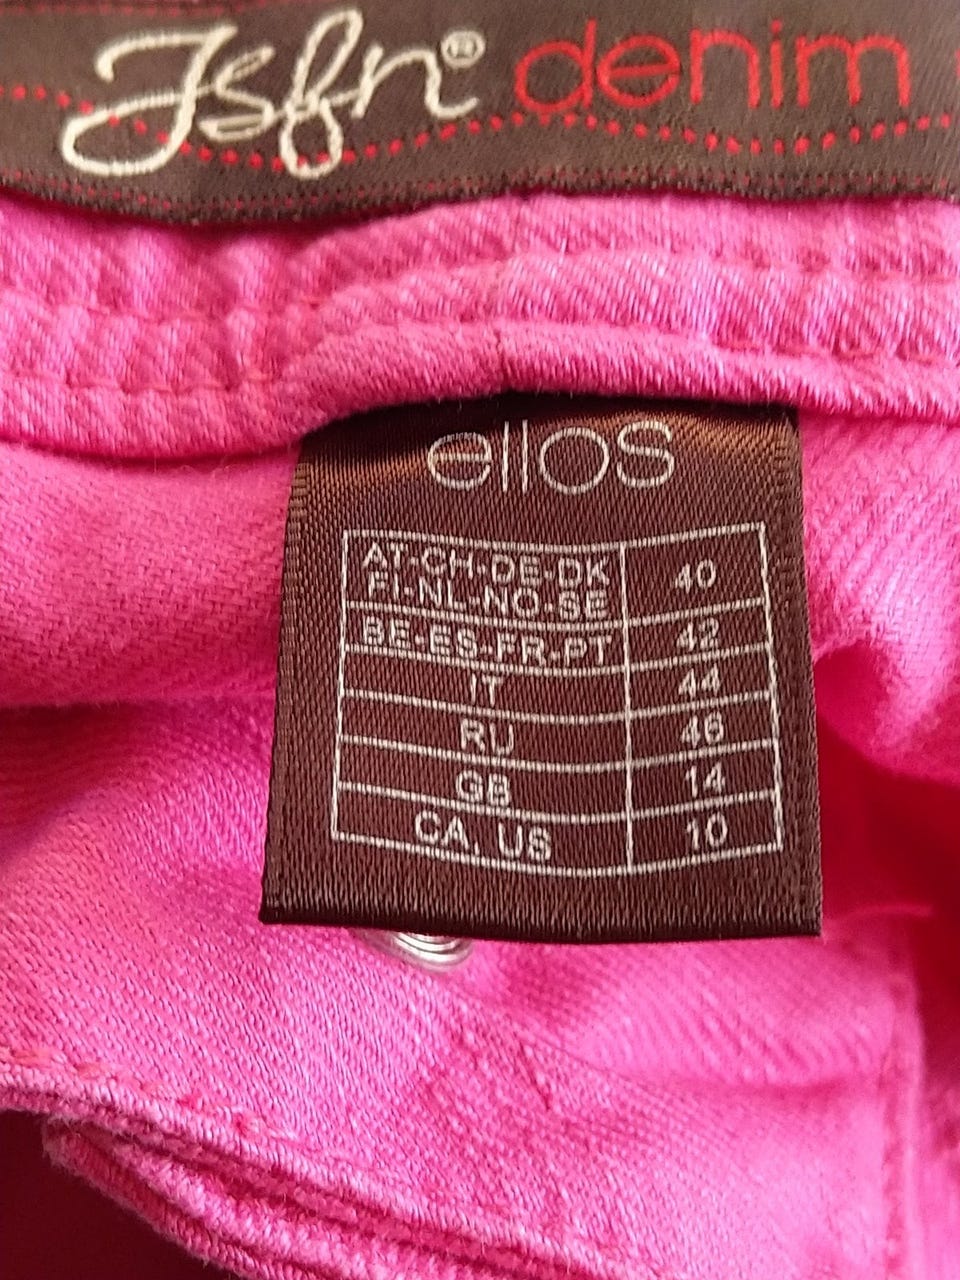 Jsfn® denim
ellos
AT-CH-DE-DK
FI-NL-NO-SE 40
BE-ES-FR-PT 42
IT 44
RU 46
GB 14
CA, US 10